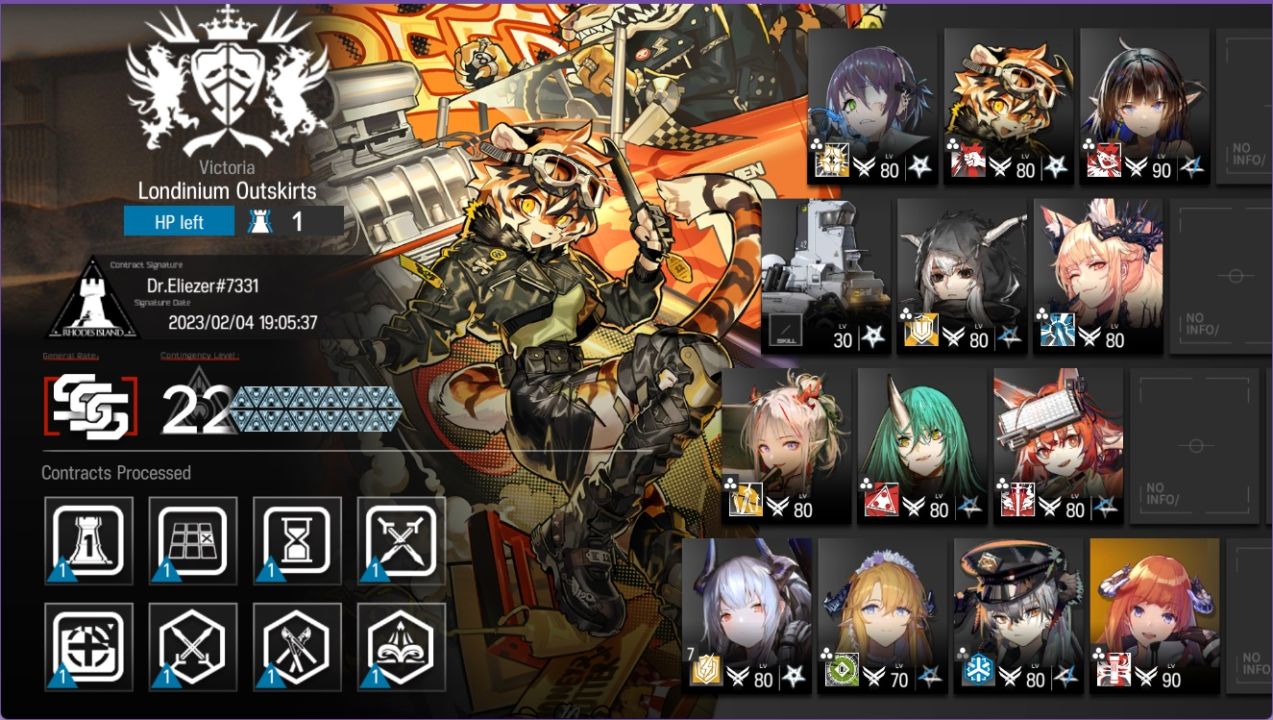 Victoria
Londinium Outskirts
HP left 1
Contract Signature
Dr.Eliezer#7331
Signature Date
2023/02/04 19:05:37
RHODES ISLAND
General Rate.
Contingency Level.
SSS
22
Contracts Processed
1
1 1 1 1
1 1 1 1
LV 80
LV 80
LV 90
NO INFO/
SKILL
LV 30
LV 80
LV 80
NO INFO/
LV 80
LV 80
LV 80
NO INFO/
7
LV 80
LV 70
LV 80
LV 90
NO INFO